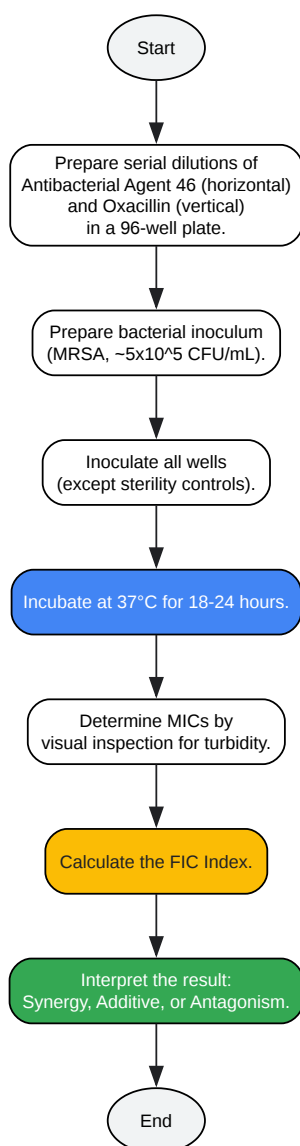 Start
Prepare serial dilutions of
Antibacterial Agent 46 (horizontal)
and Oxacillin (vertical)
in a 96-well plate.
Prepare bacterial inoculum
(MRSA, ~5x10^5 CFU/mL).
Inoculate all wells
(except sterility controls).
Incubate at 37°C for 18-24 hours.
Determine MICs by
visual inspection for turbidity.
Calculate the FIC Index.
Interpret the result:
Synergy, Additive, or Antagonism.
End